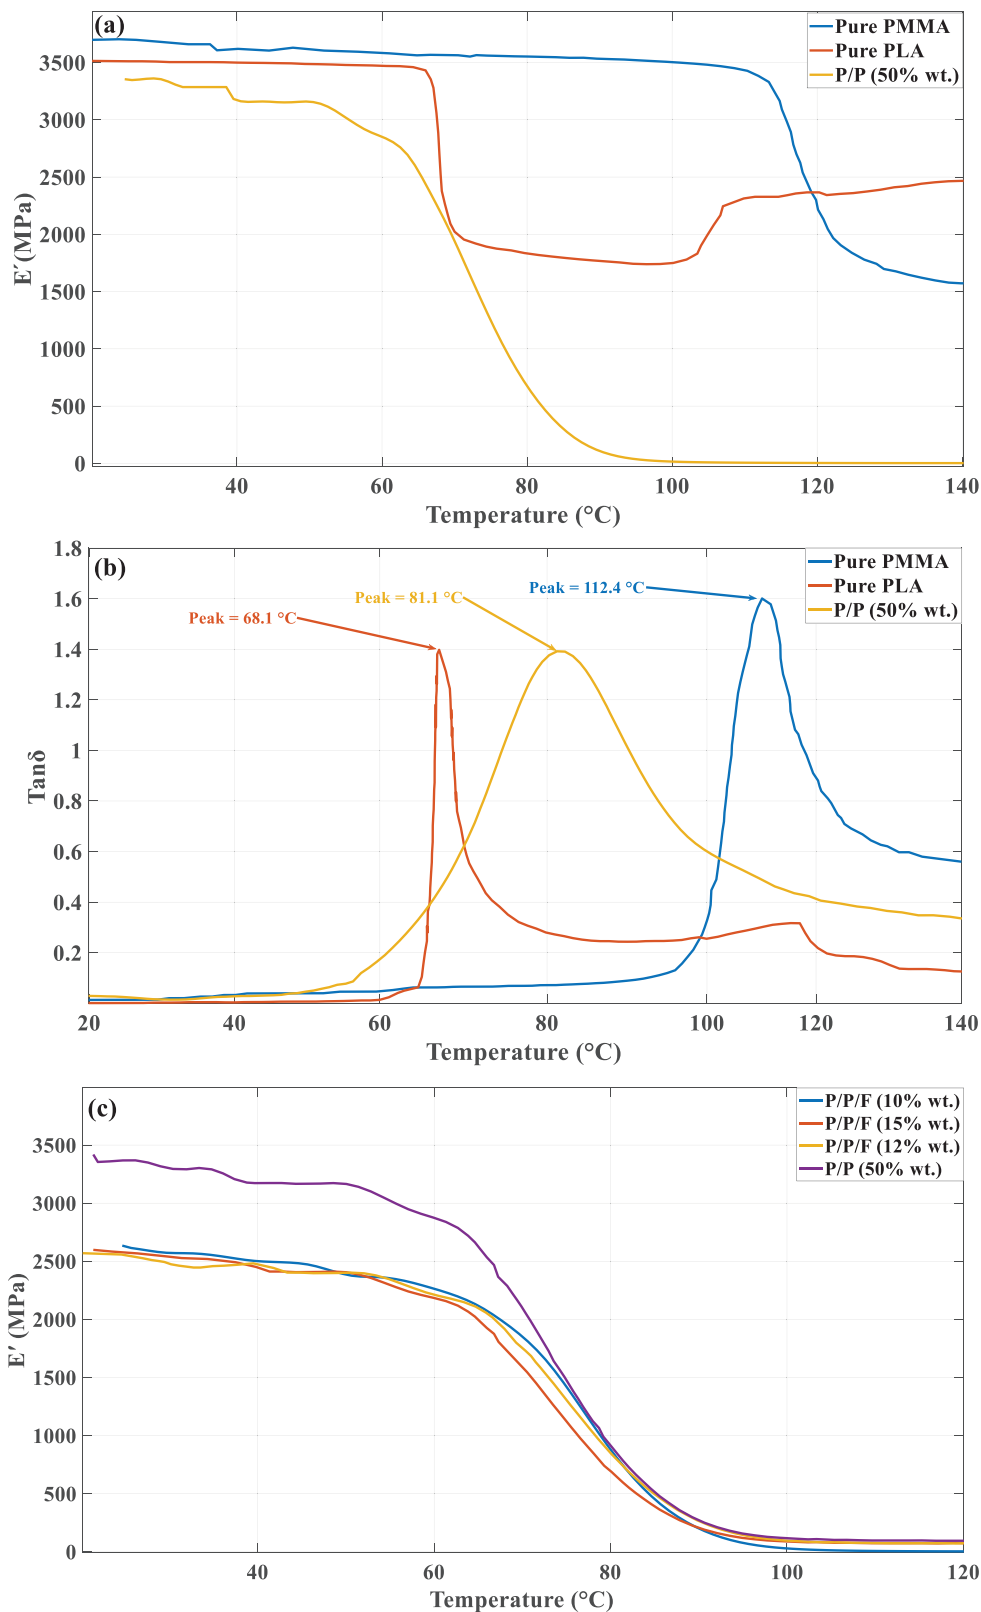 (a)
Pure PMMA
Pure PLA
P/P (50% wt.)
3500
3000
2500
2000
1500
1000
500
0
E´(MPa)
40
60
80
100
120
140
Temperature (°C)
(b)
Pure PMMA
Pure PLA
P/P (50% wt.)
Peak = 112.4 °C
Peak = 81.1 °C
Peak = 68.1 °C
1.8
1.6
1.4
1.2
1
0.8
0.6
0.4
0.2
Tanδ
20
40
60
80
100
120
140
Temperature (°C)
(c)
P/P/F (10% wt.)
P/P/F (15% wt.)
P/P/F (12% wt.)
P/P (50% wt.)
3500
3000
2500
2000
1500
1000
500
0
E′ (MPa)
40
60
80
100
120
Temperature (°C)